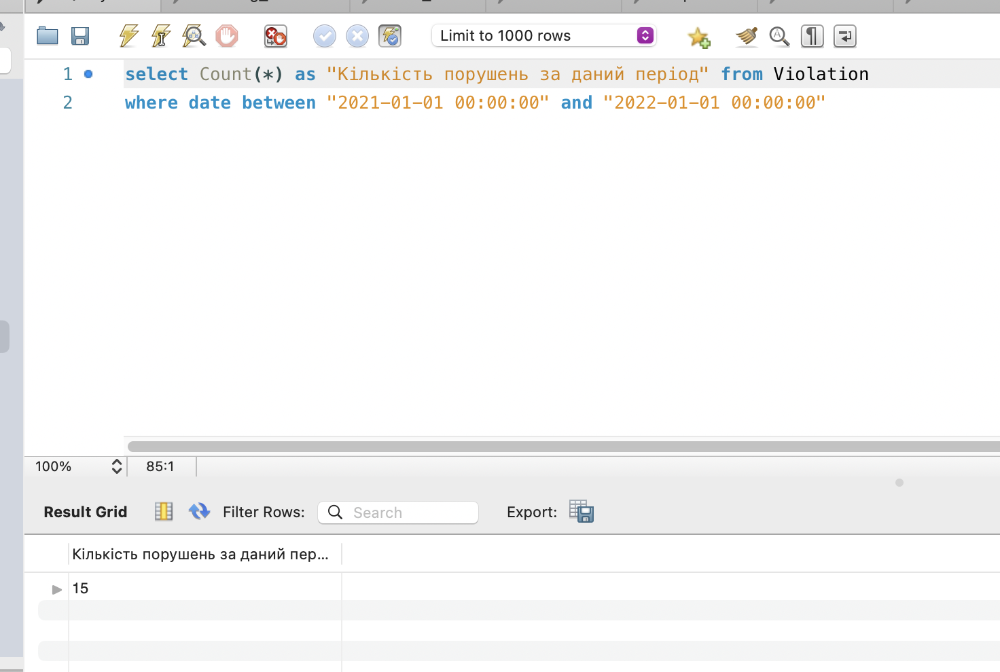 Limit to 1000 rows
1 select Count(*) as "Кількість порушень за даний період" from Violation
2 where date between "2021-01-01 00:00:00" and "2022-01-01 00:00:00"
100% 85:1
Result Grid Filter Rows: Search Export:
Кількість порушень за даний пер...
15